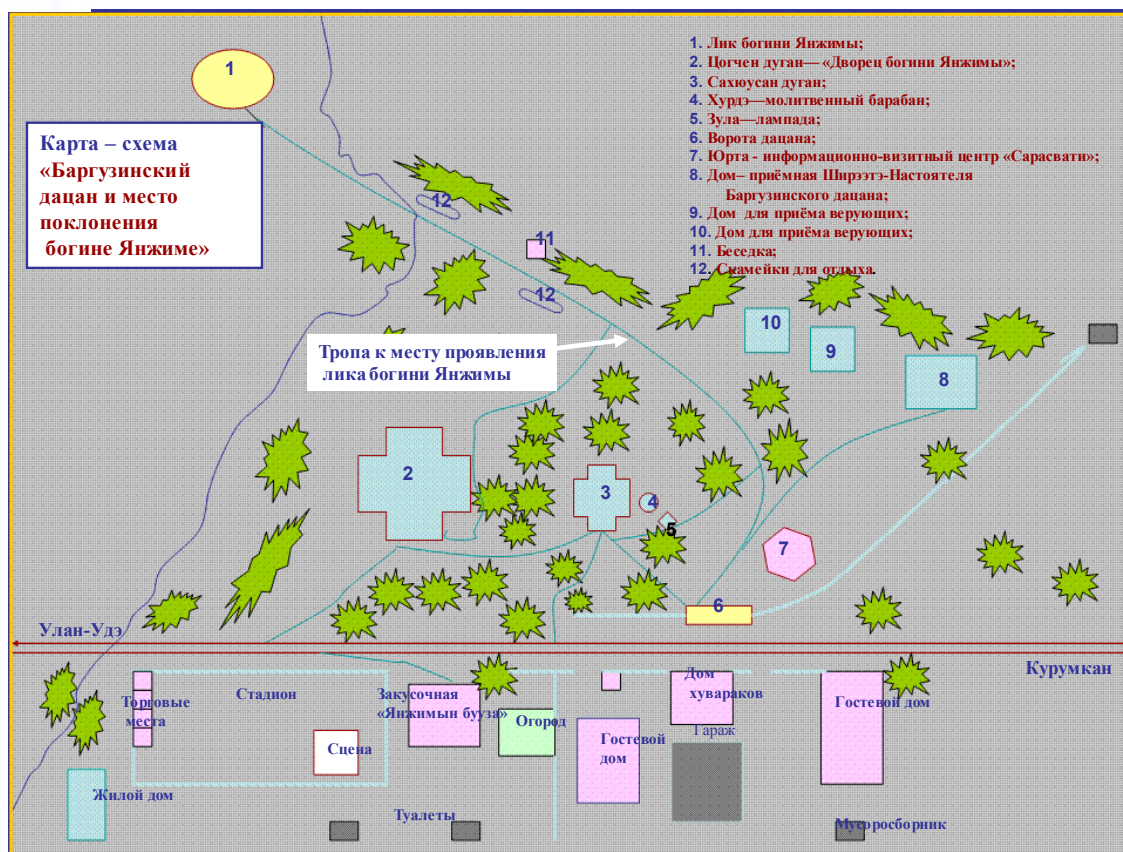 1
1. Лик богини Янжимы;
2. Цогчен дуган— «Дворец богини Янжимы»;
3. Сахюусан дуган;
4. Хурдэ—молитвенный барабан;
5. Зула—лампада;
6. Ворота дацана;
7. Юрта - информационно-визитный центр «Сарасвати»;
8. Дом– приёмная Ширээтэ-Настоятеля
Баргузинского дацана;
9. Дом для приёма верующих;
10. Дом для приёма верующих;
11. Беседка;
12. Скамейки для отдыха.
Карта – схема
«Баргузинский
дацан и место
поклонения
богине Янжиме»
12
11
12
10
9
8
Тропа к месту проявления
лика богини Янжимы
2
3
4
5
7
6
Улан-Удэ
Курумкан
Торговые
места
Стадион
Закусочная
«Янжимын бууза»
Сцена
Огород
Дом
хувараков
Гостевой
дом
Гараж
Гостевой дом
Жилой дом
Туалеты
Мусоросборник